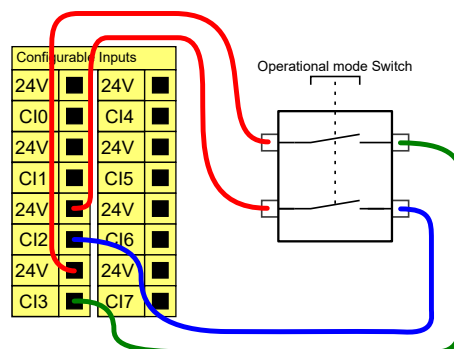 Configurable Inputs
Operational mode Switch
24V 24V
CI0 CI4
24V 24V
CI1 CI5
24V 24V
CI2 CI6
24V 24V
CI3 CI7